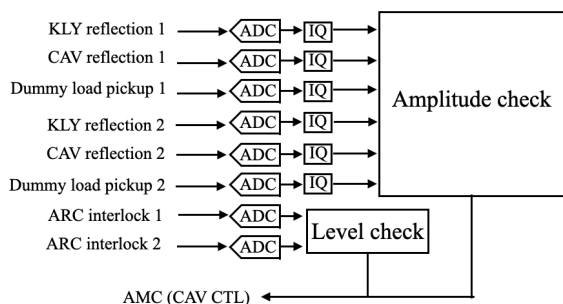 KLY reflection 1 ADC IQ
CAV reflection 1 ADC IQ
Dummy load pickup 1 ADC IQ
Amplitude check
KLY reflection 2 ADC IQ
CAV reflection 2 ADC IQ
Dummy load pickup 2 ADC IQ
ARC interlock 1 ADC
Level check
ARC interlock 2 ADC
AMC (CAV CTL)